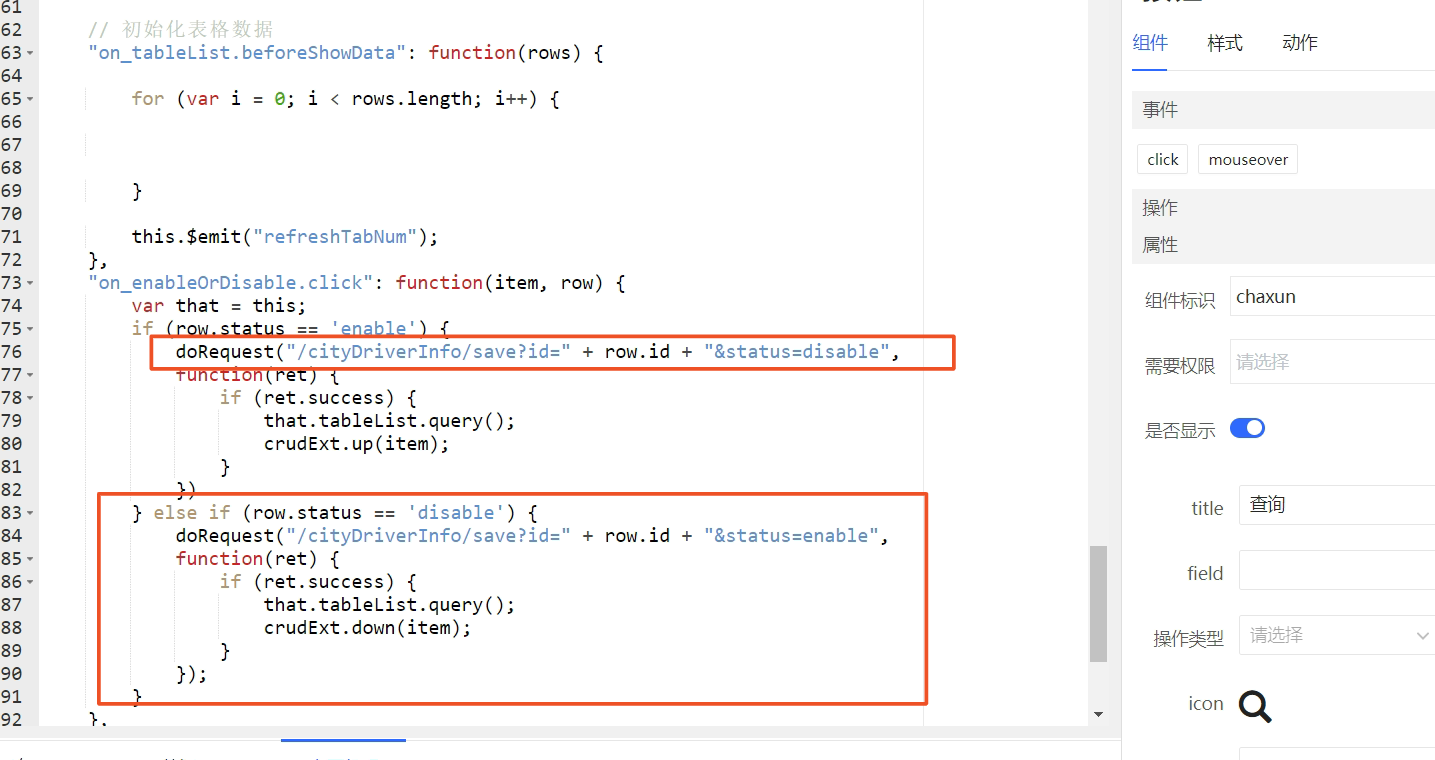 61
62 // 初始化表格数据
63 "on_tableList.beforeShowData": function(rows) {
64
65 for (var i = 0; i < rows.length; i++) {
66
67
68
69 }
70
71 this.$emit("refreshTabNum");
72 },
73 "on_enableOrDisable.click": function(item, row) {
74 var that = this;
75 if (row.status == 'enable') {
76 doRequest("/cityDriverInfo/save?id=" + row.id + "&status=disable",
77 function(ret) {
78 if (ret.success) {
79 that.tableList.query();
80 crudExt.up(item);
81 }
82 })
83 } else if (row.status == 'disable') {
84 doRequest("/cityDriverInfo/save?id=" + row.id + "&status=enable",
85 function(ret) {
86 if (ret.success) {
87 that.tableList.query();
88 crudExt.down(item);
89 }
90 });
91 }
92 },
组件 样式 动作
事件
click mouseover
操作
属性
组件标识 chaxun
需要权限 请选择
是否显示
title 查询
field
操作类型 请选择
icon